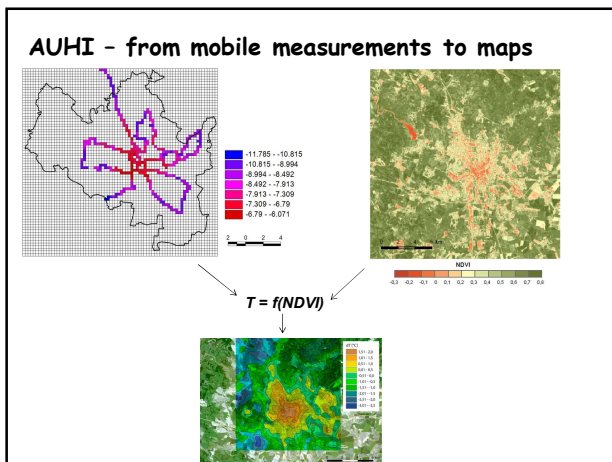 AUHI - from mobile measurements to maps
-11.785 - -10.815
-10.815 - -8.994
-8.994 - -8.492
-8.492 - -7.913
-7.913 - -7.309
-7.309 - -6.79
-6.79 - -6.071
2 0 2 4
NDVI
-0,3 -0,2 -0,1 0 0,1 0,2 0,3 0,4 0,5 0,6 0,7 0,8
T = f(NDVI)